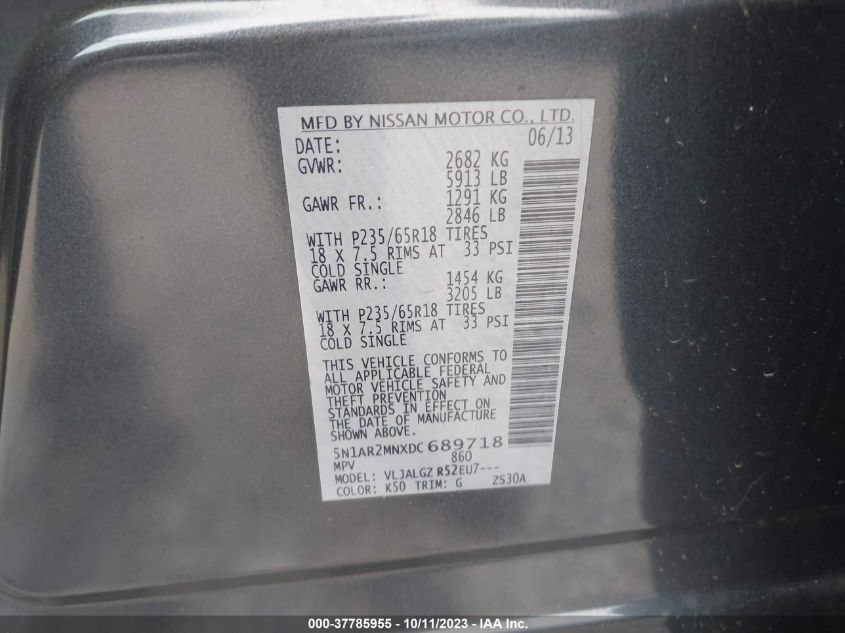 MFD BY NISSAN MOTOR CO., LTD.
DATE: 06/13
GVWR: 2682 KG
5913 LB
GAWR FR.: 1291 KG
2846 LB
WITH P235/65R18 TIRES
18 X 7.5 RIMS AT 33 PSI
COLD SINGLE
GAWR RR.: 1454 KG
3205 LB
WITH P235/65R18 TIRES
18 X 7.5 RIMS AT 33 PSI
COLD SINGLE
THIS VEHICLE CONFORMS TO
ALL APPLICABLE FEDERAL
MOTOR VEHICLE SAFETY AND
THEFT PREVENTION
STANDARDS IN EFFECT ON
THE DATE OF MANUFACTURE
SHOWN ABOVE.
5N1AR2MNXDC 689718
MPV 860
MODEL: VLJALGZ R52EU7---
COLOR: K50 TRIM: G ZS30A
000-37785955 - 10/11/2023 - US.